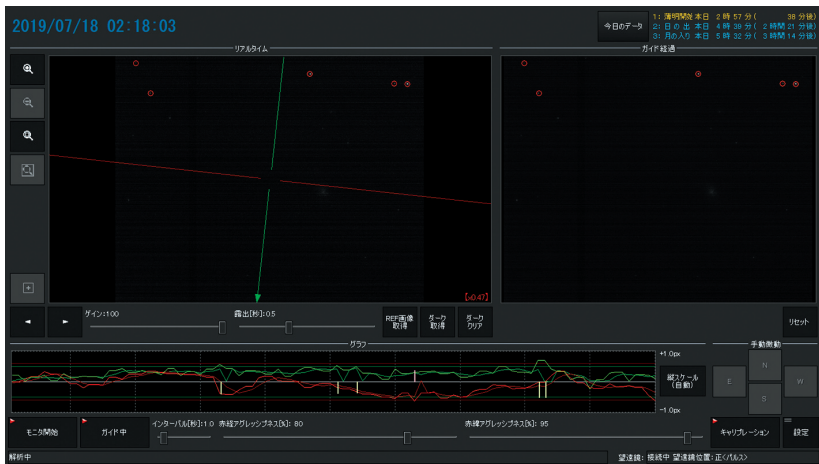 2019/07/18 02:18:03
今日のデータ
1: 薄明開始 本日 2 時 57 分 ( 38 分後)
2: 日 の 出 本日 4 時 39 分 ( 2 時間 21 分後)
3: 月の入り 本日 5 時 32 分 ( 3 時間 14 分後)
リアルタイム
ガイド経過
[x0.47]
ゲイン:100
露出[秒]:0.5
REF画像
取得
ダーク
取得
ダーク
クリア
リセット
グラフ
手動微動
+1.0px
-1.0px
縦スケール
(自動)
N
E
W
S
モニタ開始
ガイド中
インターバル[秒]:1.0
赤経アグレッシブネス[%]: 80
赤緯アグレッシブネス[%]: 95
キャリブレーション
設定
解析中
望遠鏡: 接続中 望遠鏡位置: 正<パルス>